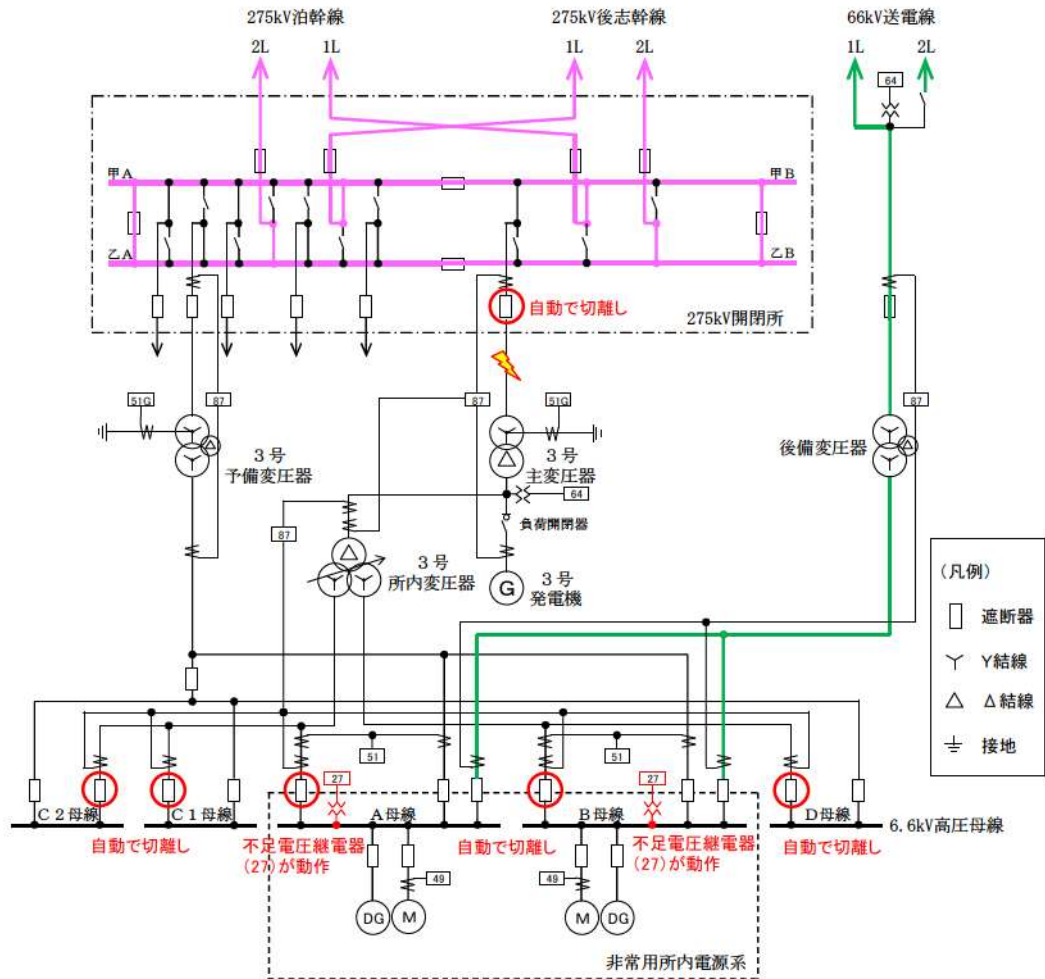 275kV泊幹線 275kV後志幹線 66kV送電線
2L 1L 1L 2L 1L 2L
64
甲A 甲B
乙A 乙B
自動で切離し
275kV開閉所
51G 87 87 51G 87
3号
予備変圧器
3号
主変圧器
後備変圧器
64
87
負荷開閉器
3号
所内変圧器
G
3号
発電機
(凡例)
遮断器
Y結線
Δ結線
接地
51 51
27 27
C2母線 C1母線 A母線 B母線 D母線
6.6kV高圧母線
自動で切離し
不足電圧継電器
(27)が動作
自動で切離し
不足電圧継電器
(27)が動作
自動で切離し
49 49
DG M M DG
非常用所内電源系